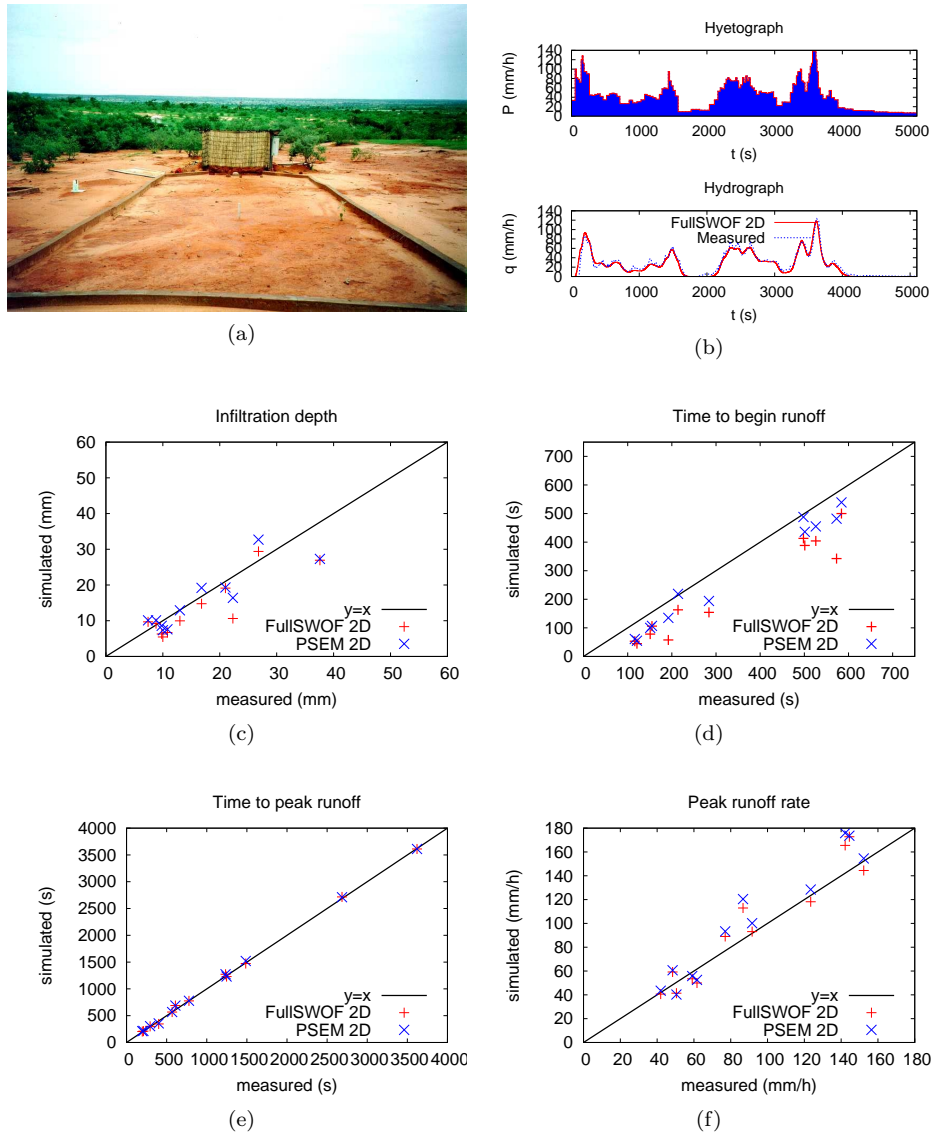 Hyetograph
P (mm/h)
140
120
100
80
60
40
20
0
0 1000 2000 3000 4000 5000
t (s)
Hydrograph
q (mm/h)
140
120
100
80
60
40
20
0
FullSWOF 2D
Measured
0 1000 2000 3000 4000 5000
t (s)
(a)
(b)
Infiltration depth
simulated (mm)
60
50
40
30
20
10
0
y=x
FullSWOF 2D
PSEM 2D
0 10 20 30 40 50 60
measured (mm)
(c)
Time to begin runoff
simulated (s)
700
600
500
400
300
200
100
0
y=x
FullSWOF 2D
PSEM 2D
0 100 200 300 400 500 600 700
measured (s)
(d)
Time to peak runoff
simulated (s)
4000
3500
3000
2500
2000
1500
1000
500
0
y=x
FullSWOF 2D
PSEM 2D
0 500 1000 1500 2000 2500 3000 3500 4000
measured (s)
(e)
Peak runoff rate
simulated (mm/h)
180
160
140
120
100
80
60
40
20
0
y=x
FullSWOF 2D
PSEM 2D
0 20 40 60 80 100 120 140 160 180
measured (mm/h)
(f)